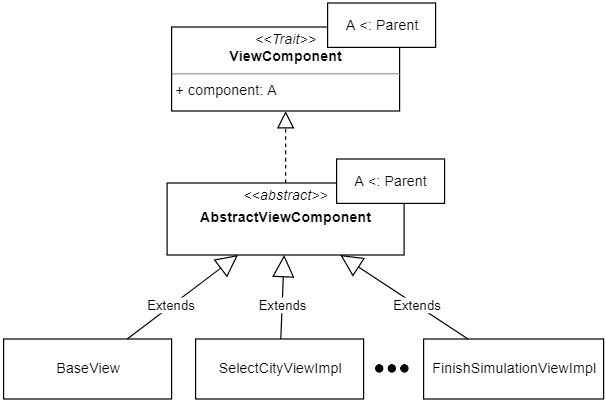 A <: Parent
<<Trait>>
ViewComponent
+ component: A
A <: Parent
<<abstract>>
AbstractViewComponent
Extends
Extends
Extends
BaseView
SelectCityViewImpl
FinishSimulationViewImpl